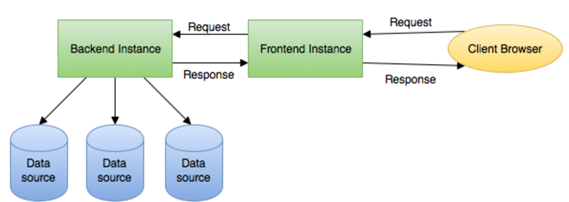 Request
Request
Backend Instance
Frontend Instance
Client Browser
Response
Response
Data
source
Data
source
Data
source